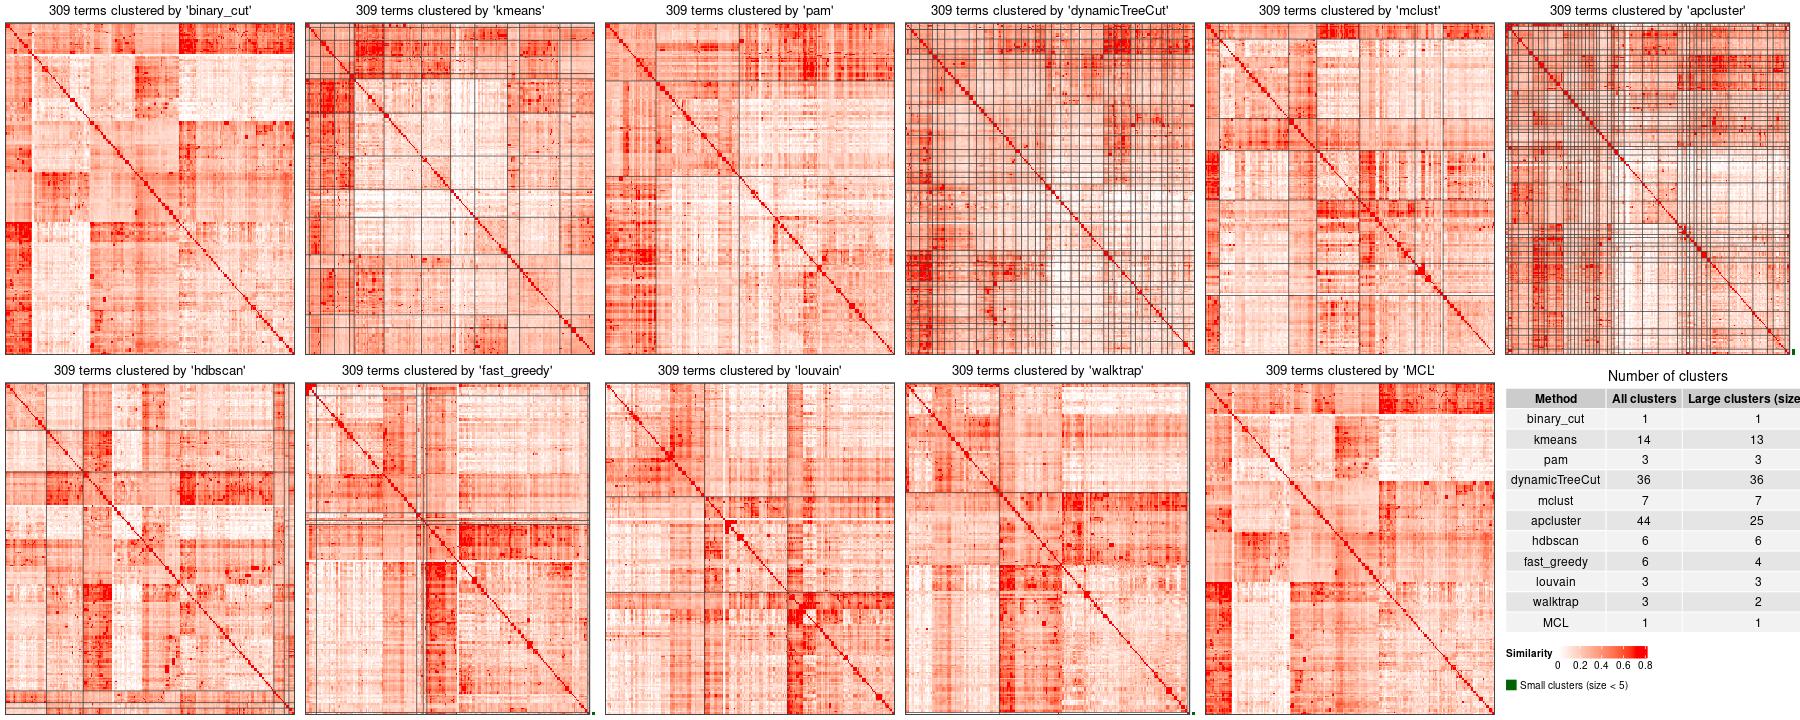 309 terms clustered by 'binary_cut'
309 terms clustered by 'kmeans'
309 terms clustered by 'pam'
309 terms clustered by 'dynamicTreeCut'
309 terms clustered by 'mclust'
309 terms clustered by 'apcluster'
309 terms clustered by 'hdbscan'
309 terms clustered by 'fast_greedy'
309 terms clustered by 'louvain'
309 terms clustered by 'walktrap'
309 terms clustered by 'MCL'
Number of clusters
Method All clusters Large clusters (size
binary_cut 1 1
kmeans 14 13
pam 3 3
dynamicTreeCut 36 36
mclust 7 7
apcluster 44 25
hdbscan 6 6
fast_greedy 6 4
louvain 3 3
walktrap 3 2
MCL 1 1
Similarity
0 0.2 0.4 0.6 0.8
Small clusters (size < 5)